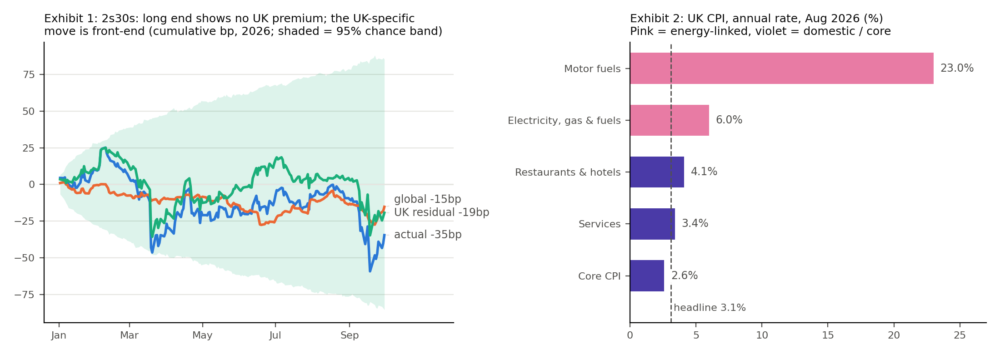 Exhibit 1: 2s30s: long end shows no UK premium; the UK-specific
move is front-end (cumulative bp, 2026; shaded = 95% chance band)
75
50
25
0
−25
−50
−75
Jan
Mar
May
Jul
Sep
global -15bp
UK residual -19bp
actual -35bp
Exhibit 2: UK CPI, annual rate, Aug 2026 (%)
Pink = energy-linked, violet = domestic / core
Motor fuels
23.0%
Electricity, gas & fuels
6.0%
Restaurants & hotels
4.1%
Services
3.4%
Core CPI
2.6%
headline 3.1%
0
5
10
15
20
25